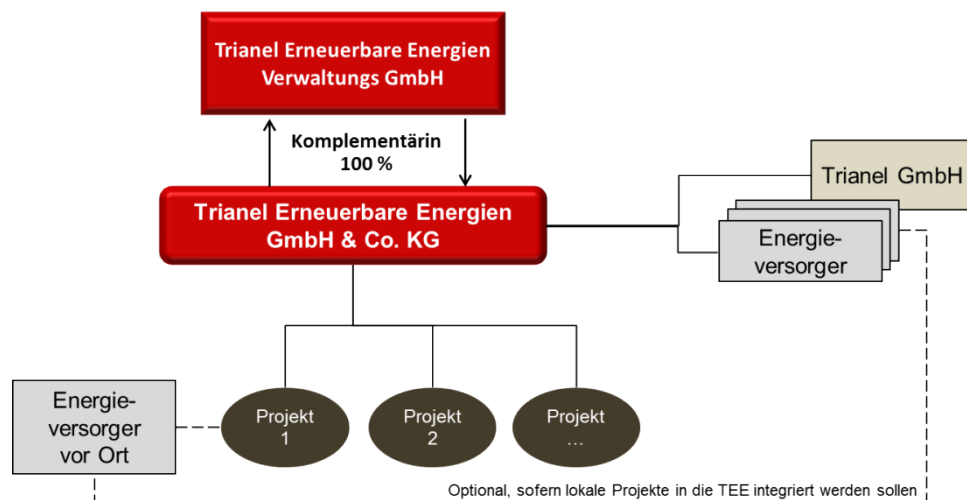 Trianel Erneuerbare Energien
Verwaltungs GmbH
Komplementärin
100 %
Trianel GmbH
Trianel Erneuerbare Energien
GmbH & Co. KG
Energie-
versorger
Energie-
versorger
vor Ort
Projekt
1
Projekt
2
Projekt
...
Optional, sofern lokale Projekte in die TEE integriert werden sollen